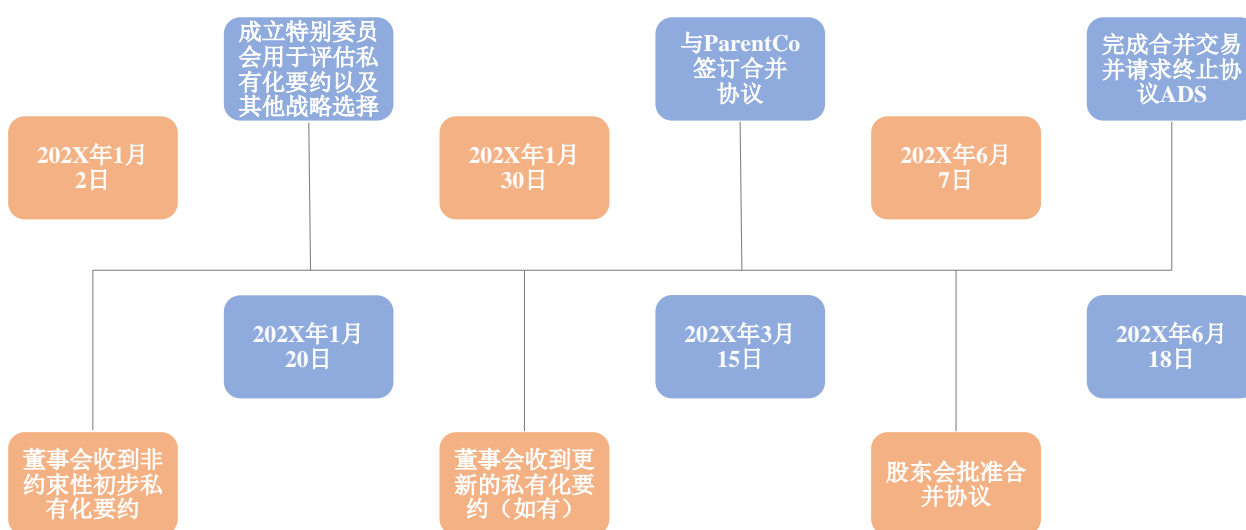 成立特别委员
会用于评估私
有化要约以及
其他战略选择
与ParentCo
签订合并
协议
完成合并交易
并请求终止协
议ADS
202X年1月
2日
202X年1月
30日
202X年6月
7日
202X年1月
20日
202X年3月
15日
202X年6月
18日
董事会收到非
约束性初步私
有化要约
董事会收到更
新的私有化要
约（如有）
股东会批准合
并协议